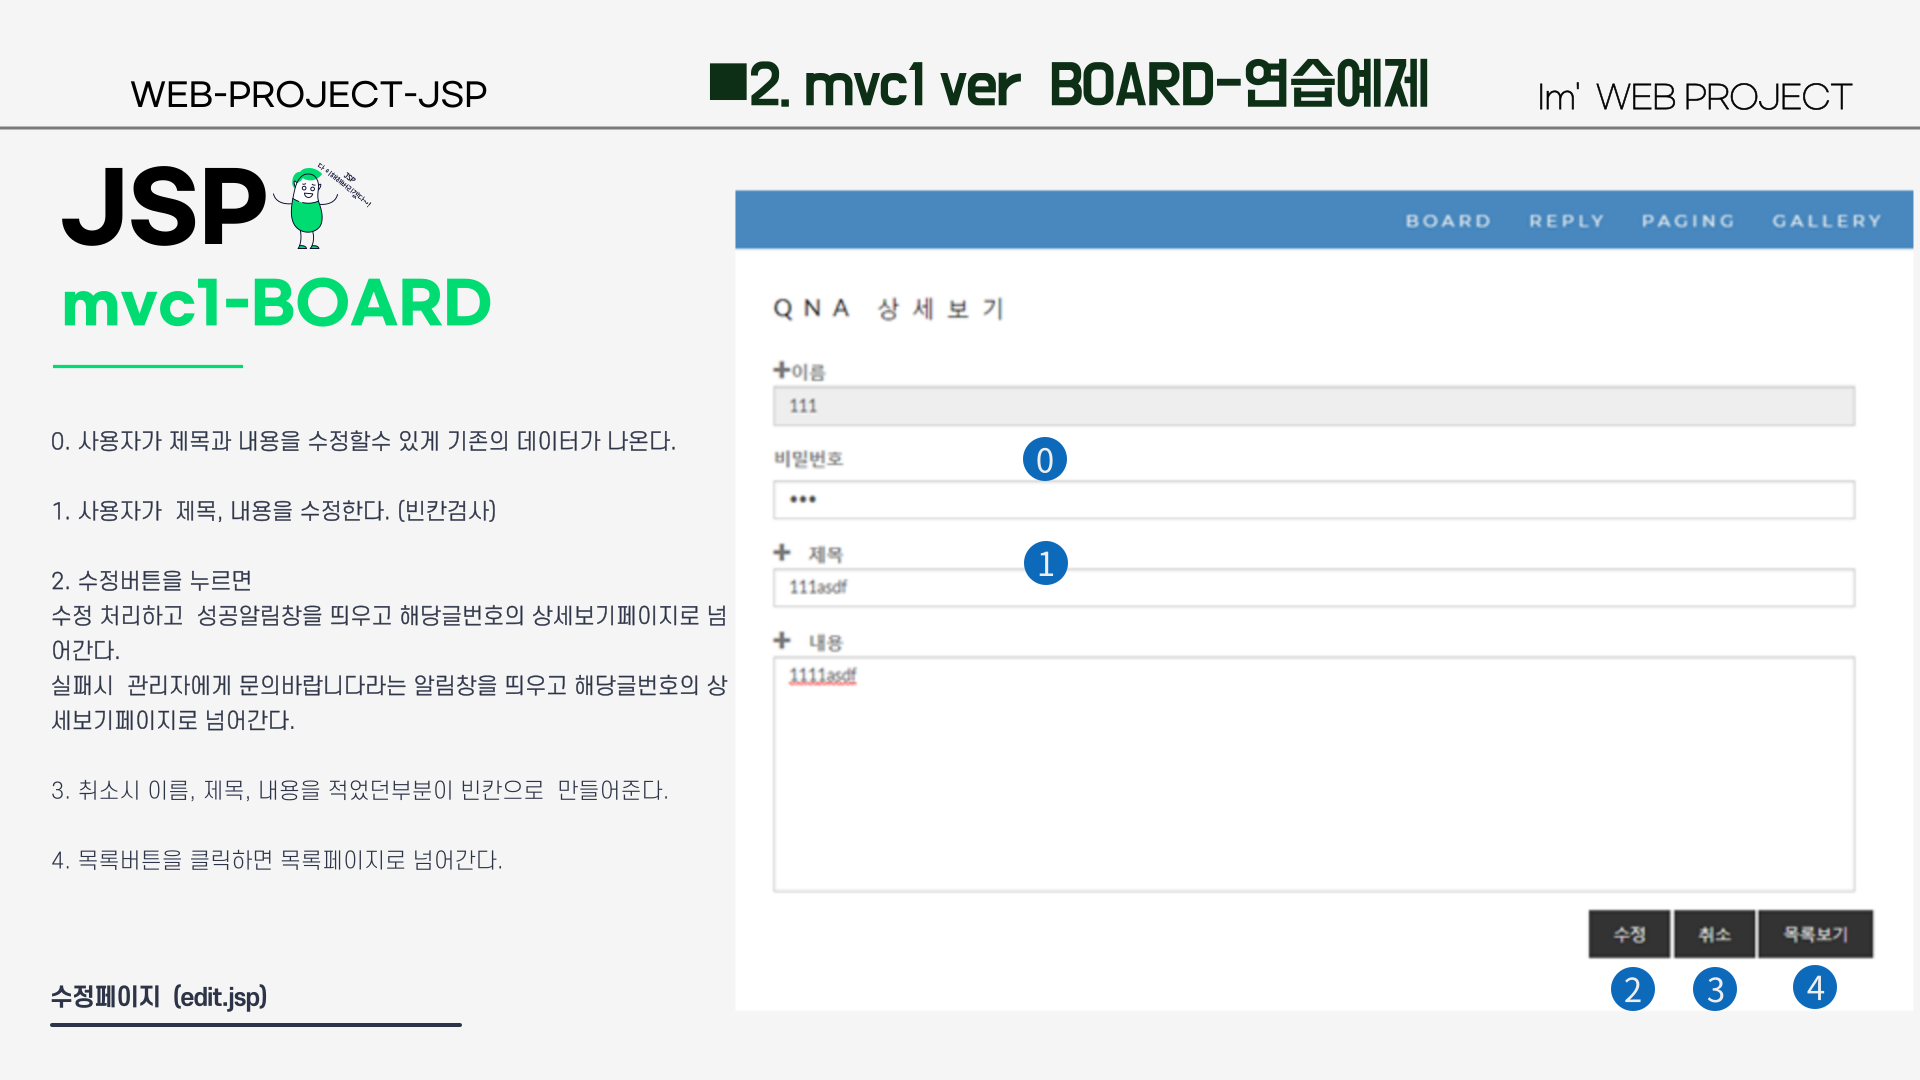 WEB-PROJECT-JSP
■2. mvc1 ver BOARD-연습예제
Im' WEB PROJECT
JSP
mvc1-BOARD
0. 사용자가 제목과 내용을 수정할수 있게 기존의 데이터가 나온다.
1. 사용자가 제목, 내용을 수정한다. (빈칸검사)
2. 수정버튼을 누르면
수정 처리하고 성공알림창을 띄우고 해당글번호의 상세보기페이지로 넘
어간다.
실패시 관리자에게 문의바랍니다라는 알림창을 띄우고 해당글번호의 상
세보기페이지로 넘어간다.
3. 취소시 이름, 제목, 내용을 적었던부분이 빈칸으로 만들어준다.
4. 목록버튼을 클릭하면 목록페이지로 넘어간다.
수정페이지 (edit.jsp)
BOARD REPLY PAGING GALLERY
QNA 상세보기
+이름
111
비밀번호
0
•••
+ 제목
1
111asdf
+ 내용
1111asdf
수정 취소 목록보기
2 3 4